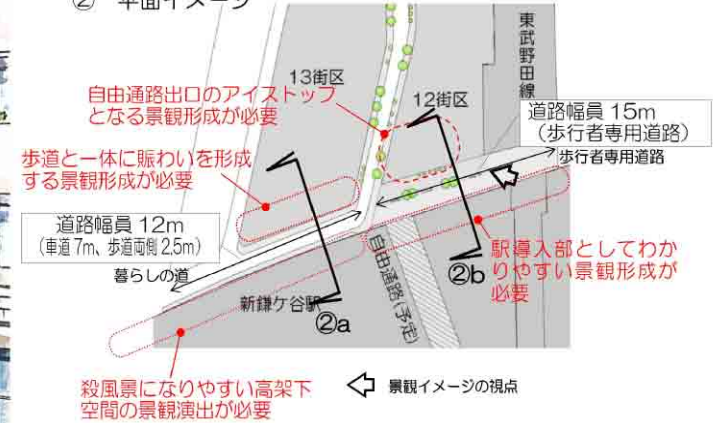 ② 平面イメージ
東武野田線
13街区
12街区
自由通路出口のアイストップ
となる景観形成が必要
道路幅員 15m
（歩行者専用道路）
歩行者専用道路
歩道と一体に賑わいを形成
する景観形成が必要
道路幅員 12m
（車道 7m、歩道両側 2.5m）
暮らしの道
自由通路(予定)
②b
駅導入部としてわか
りやすい景観形成が
必要
新鎌ケ谷駅
②a
殺風景になりやすい高架下
空間の景観演出が必要
景観イメージの視点